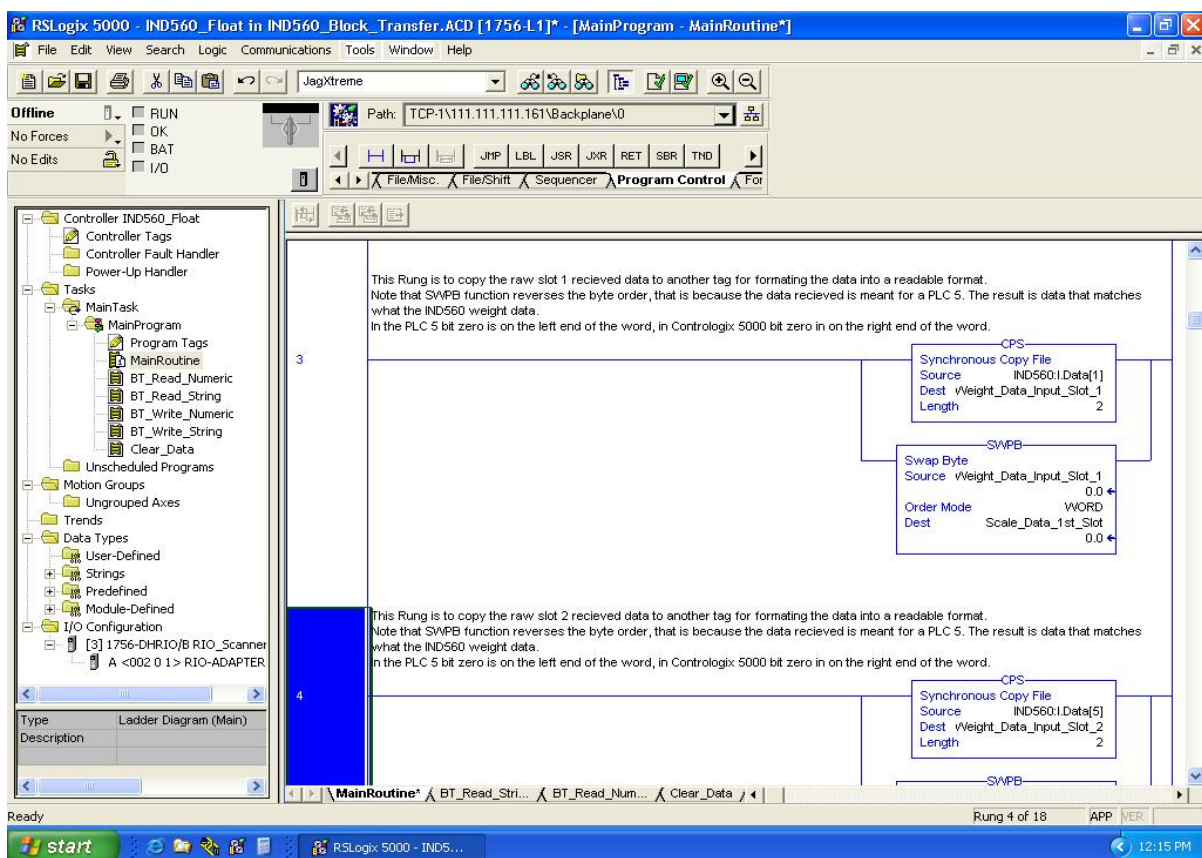 RSLogix 5000 - IND560_Float in IND560_Block_Transfer.ACD [1756-L1]* - [MainProgram - MainRoutine*]
File Edit View Search Logic Communications Tools Window Help
JagXtreme
Offline
RUN
No Forces
OK
No Edits
BAT
I/O
Path: TCP-1\111.111.111.161\Backplane\0
JMP LBL JSR JXR RET SBR TND
File/Misc. File/Shift Sequencer Program Control For
Controller IND560_Float
Controller Tags
Controller Fault Handler
Power-Up Handler
Tasks
MainTask
MainProgram
Program Tags
MainRoutine
BT_Read_Numeric
BT_Read_String
BT_Write_Numeric
BT_Write_String
Clear_Data
Unscheduled Programs
Motion Groups
Ungrouped Axes
Trends
Data Types
User-Defined
Strings
Predefined
Module-Defined
I/O Configuration
[3] 1756-DHRIO/B RIO_Scanner
A <002 0 1> RIO-ADAPTER
Type Ladder Diagram (Main)
Description
This Rung is to copy the raw slot 1 recieved data to another tag for formating the data into a readable format.
Note that SWPB function reverses the byte order, that is because the data recieved is meant for a PLC 5. The result is data that matches
what the IND560 weight data.
In the PLC 5 bit zero is on the left end of the word, in Contrologix 5000 bit zero in on the right end of the word.
3
CPS
Synchronous Copy File
Source IND560:I.Data[1]
Dest Weight_Data_Input_Slot_1
Length 2
SWPB
Swap Byte
Source Weight_Data_Input_Slot_1
0.0
Order Mode WORD
Dest Scale_Data_1st_Slot
0.0
This Rung is to copy the raw slot 2 recieved data to another tag for formating the data into a readable format.
Note that SWPB function reverses the byte order, that is because the data recieved is meant for a PLC 5. The result is data that matches
what the IND560 weight data.
In the PLC 5 bit zero is on the left end of the word, in Contrologix 5000 bit zero in on the right end of the word.
4
CPS
Synchronous Copy File
Source IND560:I.Data[5]
Dest Weight_Data_Input_Slot_2
Length 2
SWPB
MainRoutine* BT_Read_Stri... BT_Read_Num... Clear_Data
Ready
Rung 4 of 18 APP VER
start
RSLogix 5000 - IND5...
12:15 PM